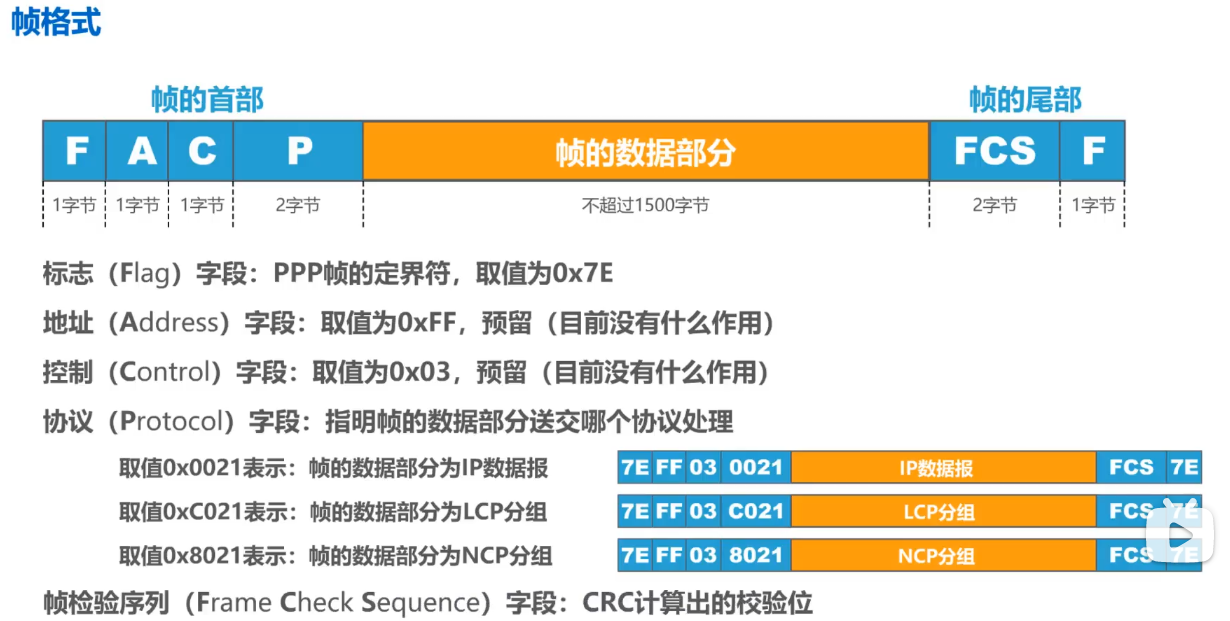 帧格式
帧的首部 帧的尾部
F A C P 帧的数据部分 FCS F
1字节 1字节 1字节 2字节 不超过1500字节 2字节 1字节
标志（Flag）字段：PPP帧的定界符，取值为0x7E
地址（Address）字段：取值为0xFF，预留（目前没有什么作用）
控制（Control）字段：取值为0x03，预留（目前没有什么作用）
协议（Protocol）字段：指明帧的数据部分送交哪个协议处理
取值0x0021表示：帧的数据部分为IP数据报 7E FF 03 0021 IP数据报 FCS 7E
取值0xC021表示：帧的数据部分为LCP分组 7E FF 03 C021 LCP分组 FCS 7E
取值0x8021表示：帧的数据部分为NCP分组 7E FF 03 8021 NCP分组 FCS 7E
帧检验序列（Frame Check Sequence）字段：CRC计算出的校验位